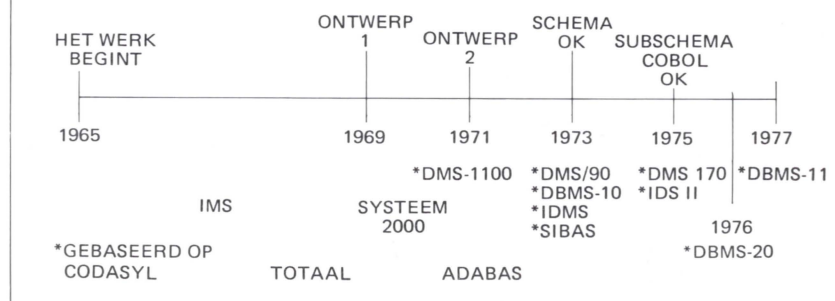 ONTWERP
1
SCHEMA
OK
HET WERK
BEGINT
ONTWERP
2
SUBSCHEMA
COBOL
OK
1965
1969
1971
1973
1975
1977
*DMS-1100
*DMS/90
*DMS 170
*DBMS-11
*DBMS-10
*IDS II
IMS
SYSTEEM
2000
*IDMS
*SIBAS
1976
*GEBASEERD OP
CODASYL
*DBMS-20
TOTAAL
ADABAS